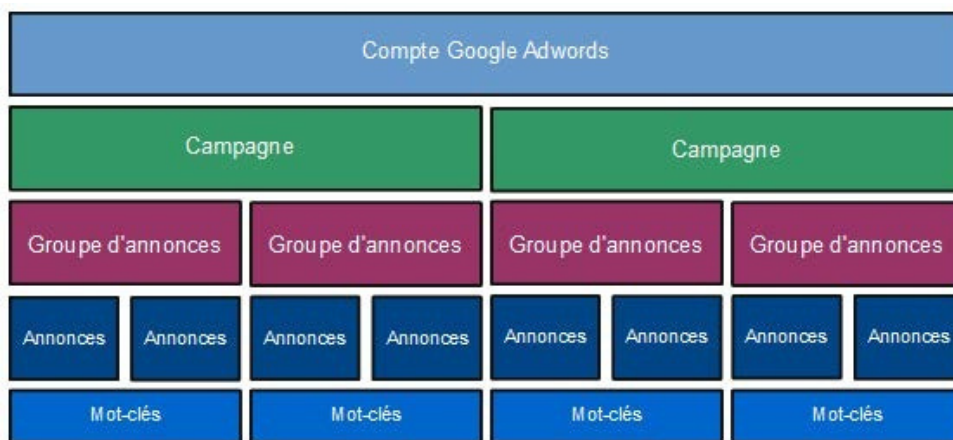 Compte Google Adwords
Campagne Campagne
Groupe d'annonces Groupe d'annonces Groupe d'annonces Groupe d'annonces
Annonces Annonces Annonces Annonces Annonces Annonces Annonces Annonces
Mot-clés Mot-clés Mot-clés Mot-clés